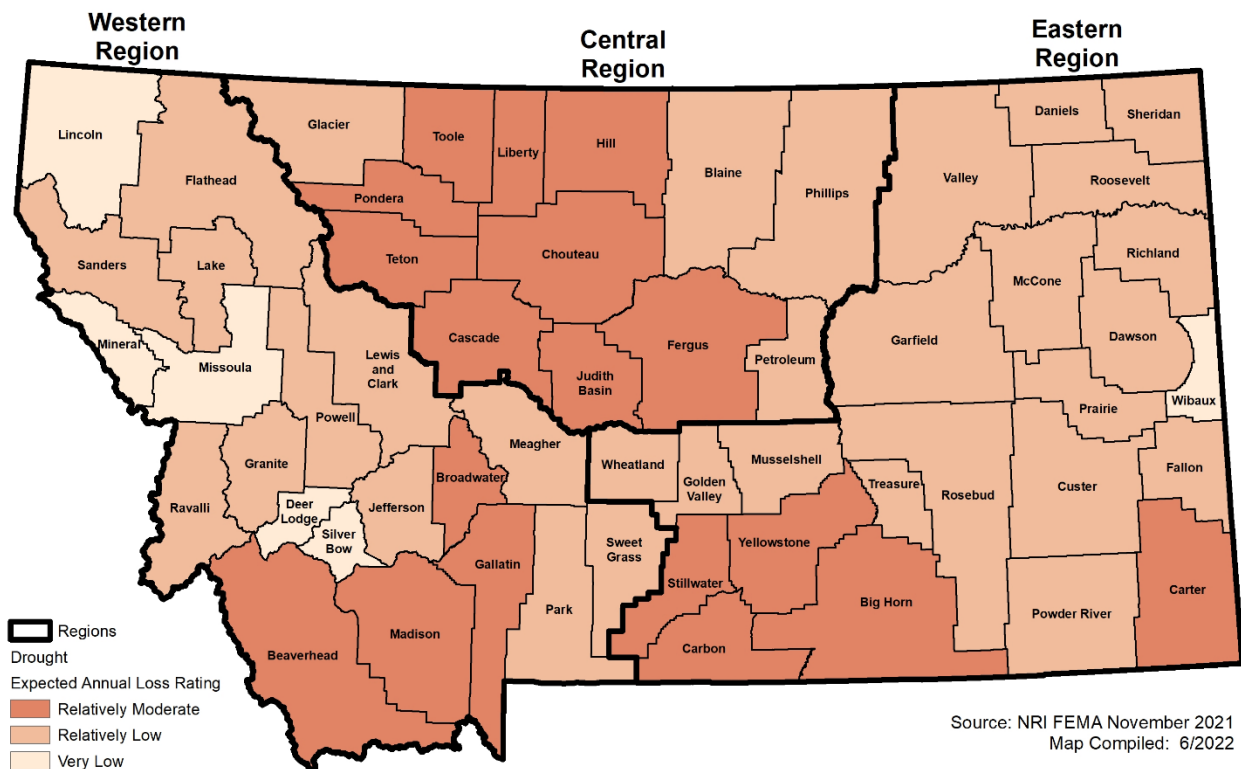 Western
Region
Central
Region
Eastern
Region
Lincoln
Flathead
Glacier
Toole
Liberty
Hill
Blaine
Phillips
Valley
Daniels
Sheridan
Roosevelt
Pondera
Teton
Chouteau
Sanders
Lake
Richland
McCone
Mineral
Missoula
Lewis
and
Clark
Cascade
Judith
Basin
Fergus
Petroleum
Garfield
Dawson
Wibaux
Prairie
Powell
Granite
Meagher
Wheatland
Golden
Valley
Musselshell
Treasure
Rosebud
Custer
Fallon
Ravalli
Deer
Lodge
Silver
Bow
Jefferson
Broadwater
Gallatin
Sweet
Grass
Park
Stillwater
Yellowstone
Big Horn
Carbon
Powder River
Carter
Beaverhead
Madison
Regions
Drought
Expected Annual Loss Rating
Relatively Moderate
Relatively Low
Very Low
Source: NRI FEMA November 2021
Map Compiled: 6/2022